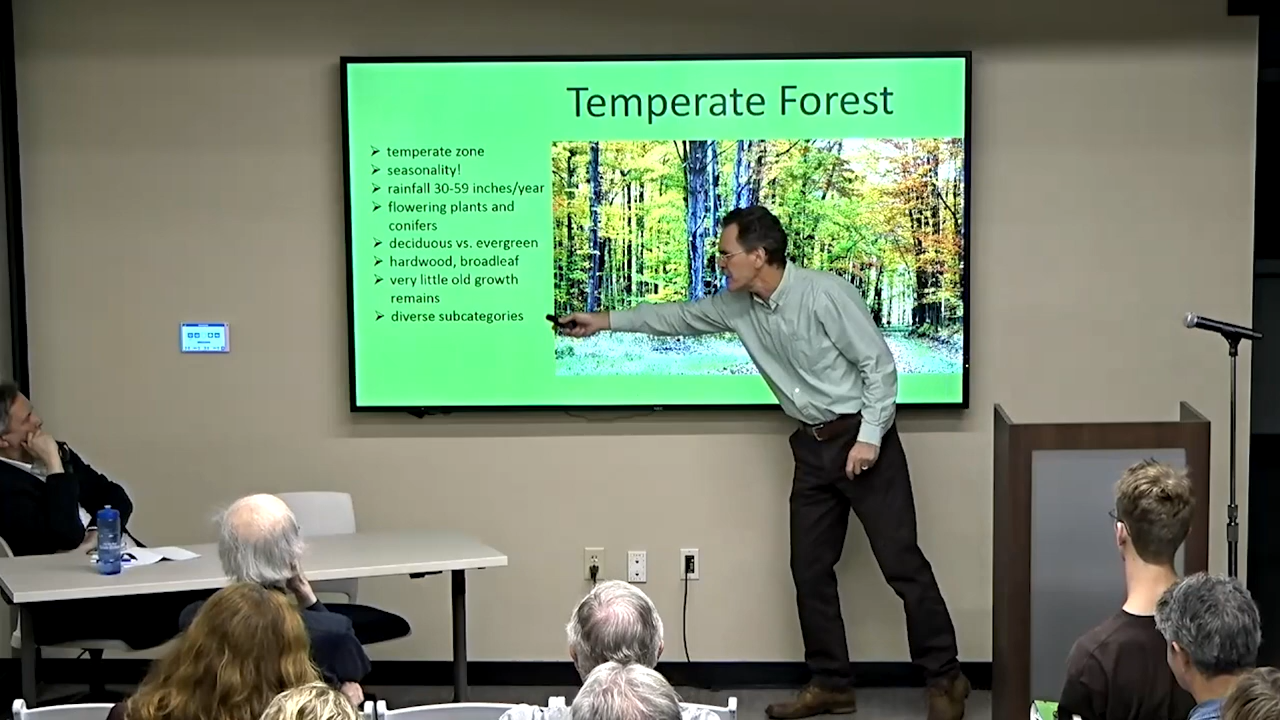 Temperate Forest
➢ temperate zone
➢ seasonality!
➢ rainfall 30-59 inches/year
➢ flowering plants and
conifers
➢ deciduous vs. evergreen
➢ hardwood, broadleaf
➢ very little old growth
remains
➢ diverse subcategories